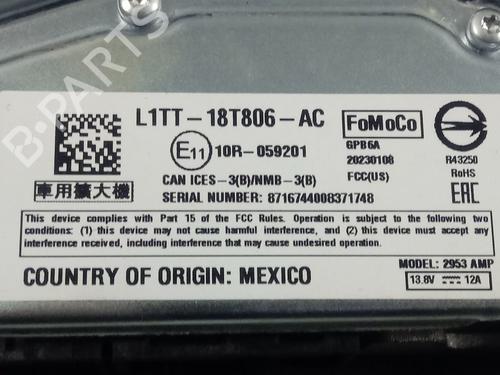 B-PARTS
L1TT-18T806-AC
FoMoCo
E11 10R-059201
GPB6A
20230108
FCC(US)
R43250
RoHS
EAC
車用擴大機
CAN ICES-3(B)/NMB-3(B)
SERIAL NUMBER: 8716744008371748
This device complies with Part 15 of the FCC Rules. Operation is subject to the following two
conditions: (1) this device may not cause harmful interference, and (2) this device must accept any
interference received, including interference that may cause undesired operation.
COUNTRY OF ORIGIN: MEXICO
MODEL: 2953 AMP
13.8V ⎓ 12A